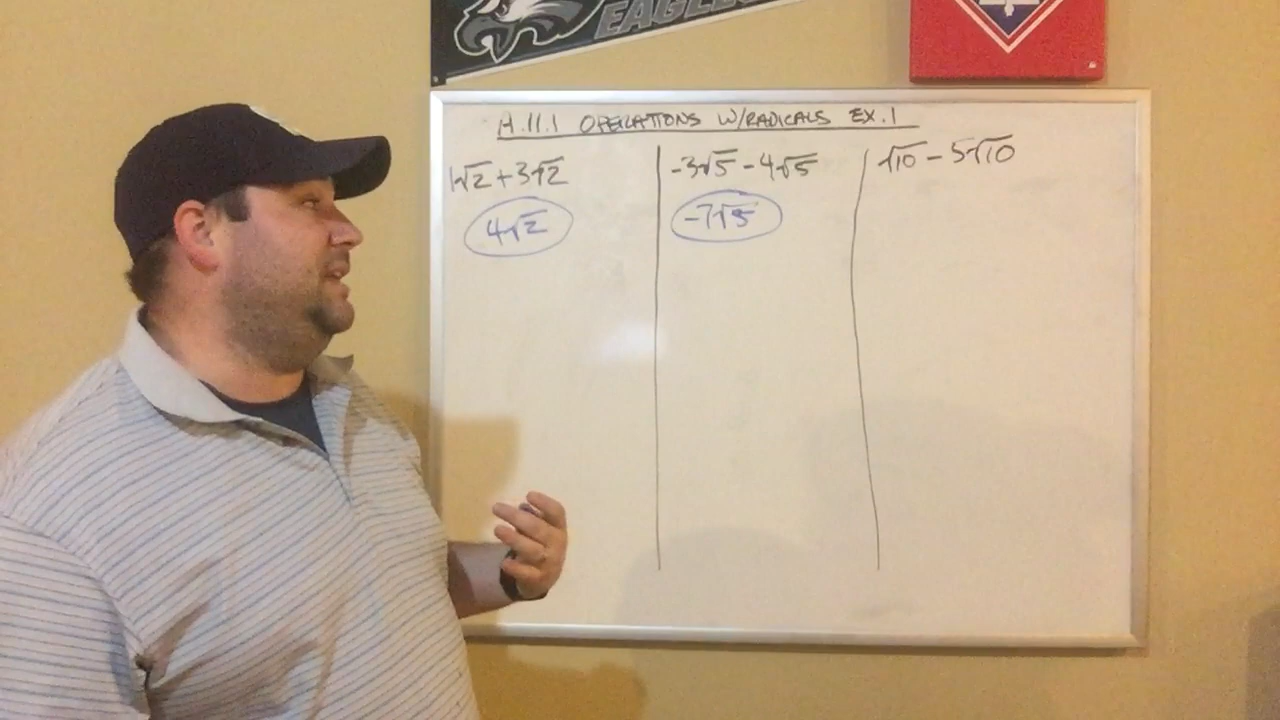 EAGLES
H.11.1 OPERATIONS W/RADICALS EX.1
1√2 + 3√2
4√2
-3√5 - 4√5
-7√5
√10 - 5√10